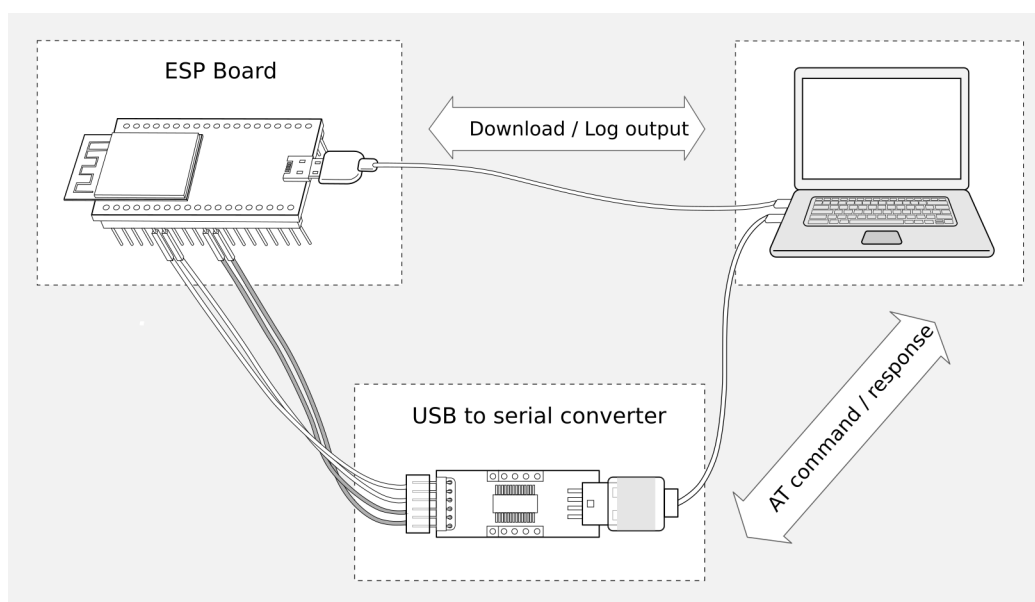 ESP Board
Download / Log output
USB to serial converter
AT command / response